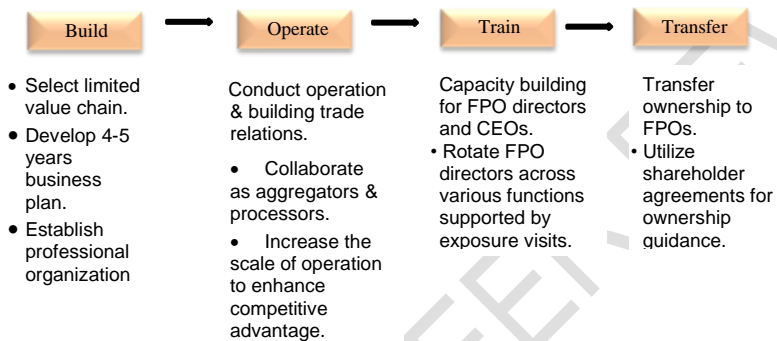 Build
Operate
Train
Transfer
• Select limited
value chain.
• Develop 4-5
years
business
plan.
• Establish
professional
organization
Conduct operation
& building trade
relations.
• Collaborate
as aggregators &
processors.
• Increase the
scale of operation
to enhance
competitive
advantage.
Capacity building
for FPO directors
and CEOs.
• Rotate FPO
directors across
various functions
supported by
exposure visits.
Transfer
ownership to
FPOs.
• Utilize
shareholder
agreements for
ownership
guidance.